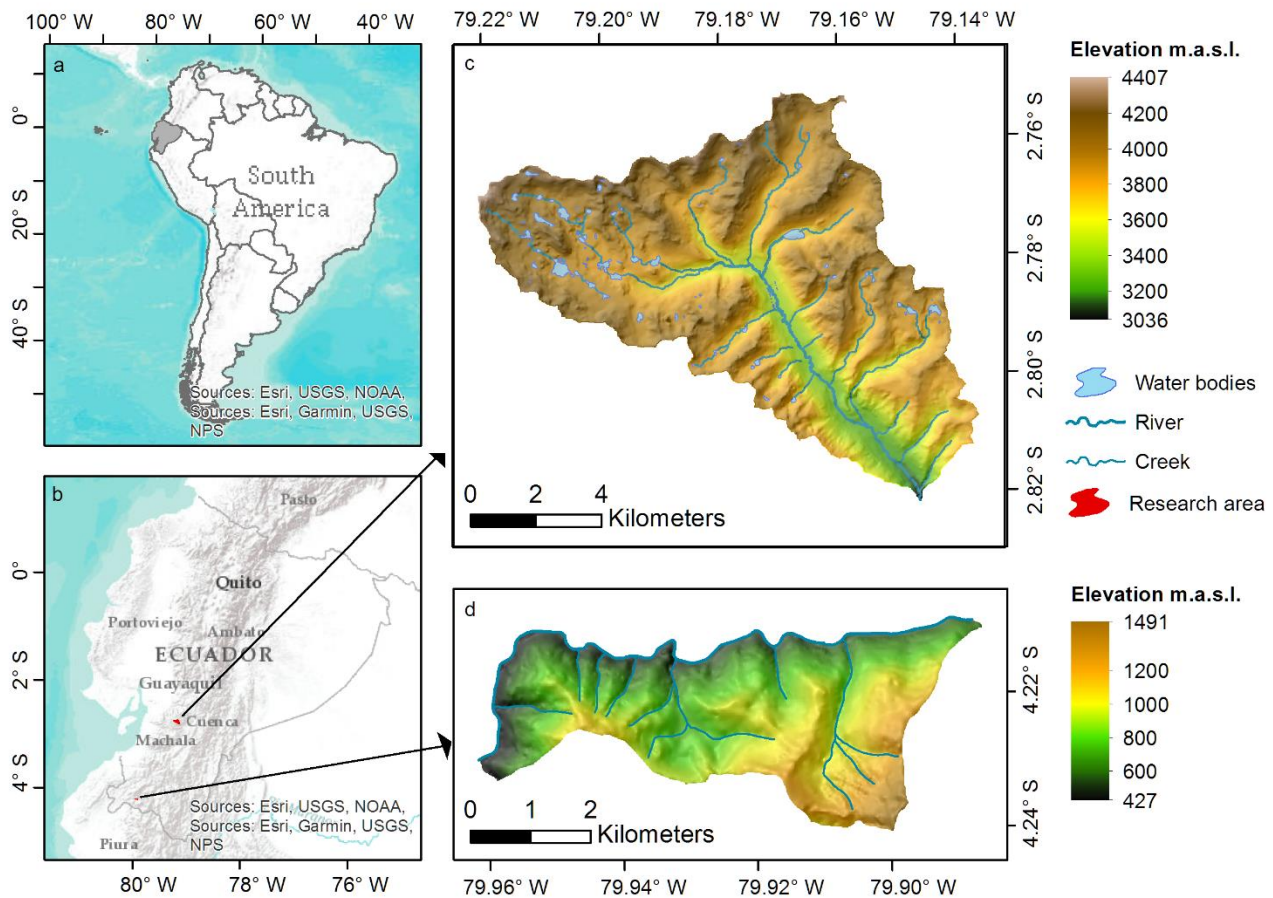 100° W 80° W 60° W 40° W
79.22° W 79.20° W 79.18° W 79.16° W 79.14° W
a
0°
20° S
40° S
South
America
Sources: Esri, USGS, NOAA,
Sources: Esri, Garmin, USGS,
NPS
c
2.76° S
2.78° S
2.80° S
2.82° S
0 2 4
Kilometers
Elevation m.a.s.l.
4407
4200
4000
3800
3600
3400
3200
3036
Water bodies
River
Creek
Research area
b
0°
2° S
4° S
Pasto
Quito
Portoviejo
Ambato
ECUADOR
Guayaquil
Cuenca
Machala
Piura
Sources: Esri, USGS, NOAA,
Sources: Esri, Garmin, USGS,
NPS
80° W 78° W 76° W
d
4.22° S
4.24° S
0 1 2
Kilometers
79.96° W 79.94° W 79.92° W 79.90° W
Elevation m.a.s.l.
1491
1200
1000
800
600
427